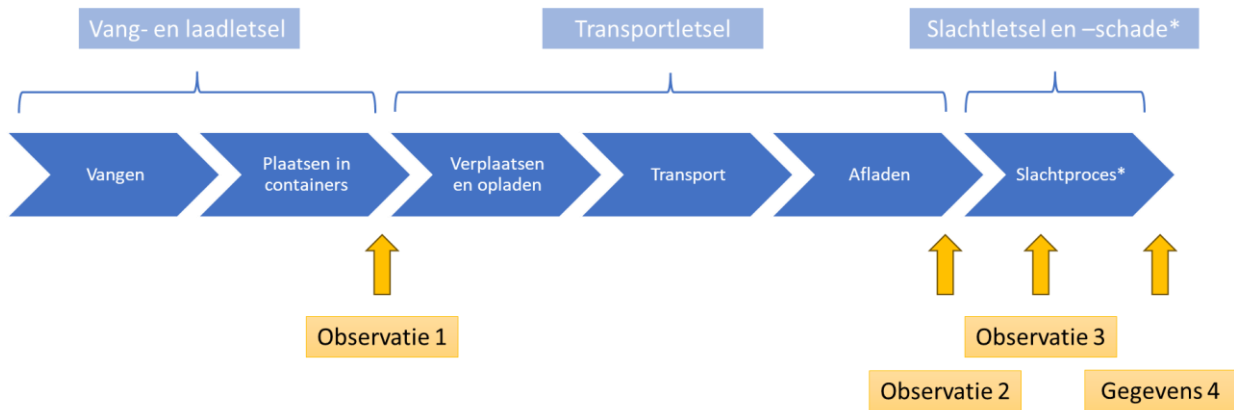 Vang- en laadletsel
Transportletsel
Slachtletsel en –schade*
Vangen
Plaatsen in
containers
Verplaatsen
en opladen
Transport
Afladen
Slachtproces*
Observatie 1
Observatie 3
Observatie 2
Gegevens 4